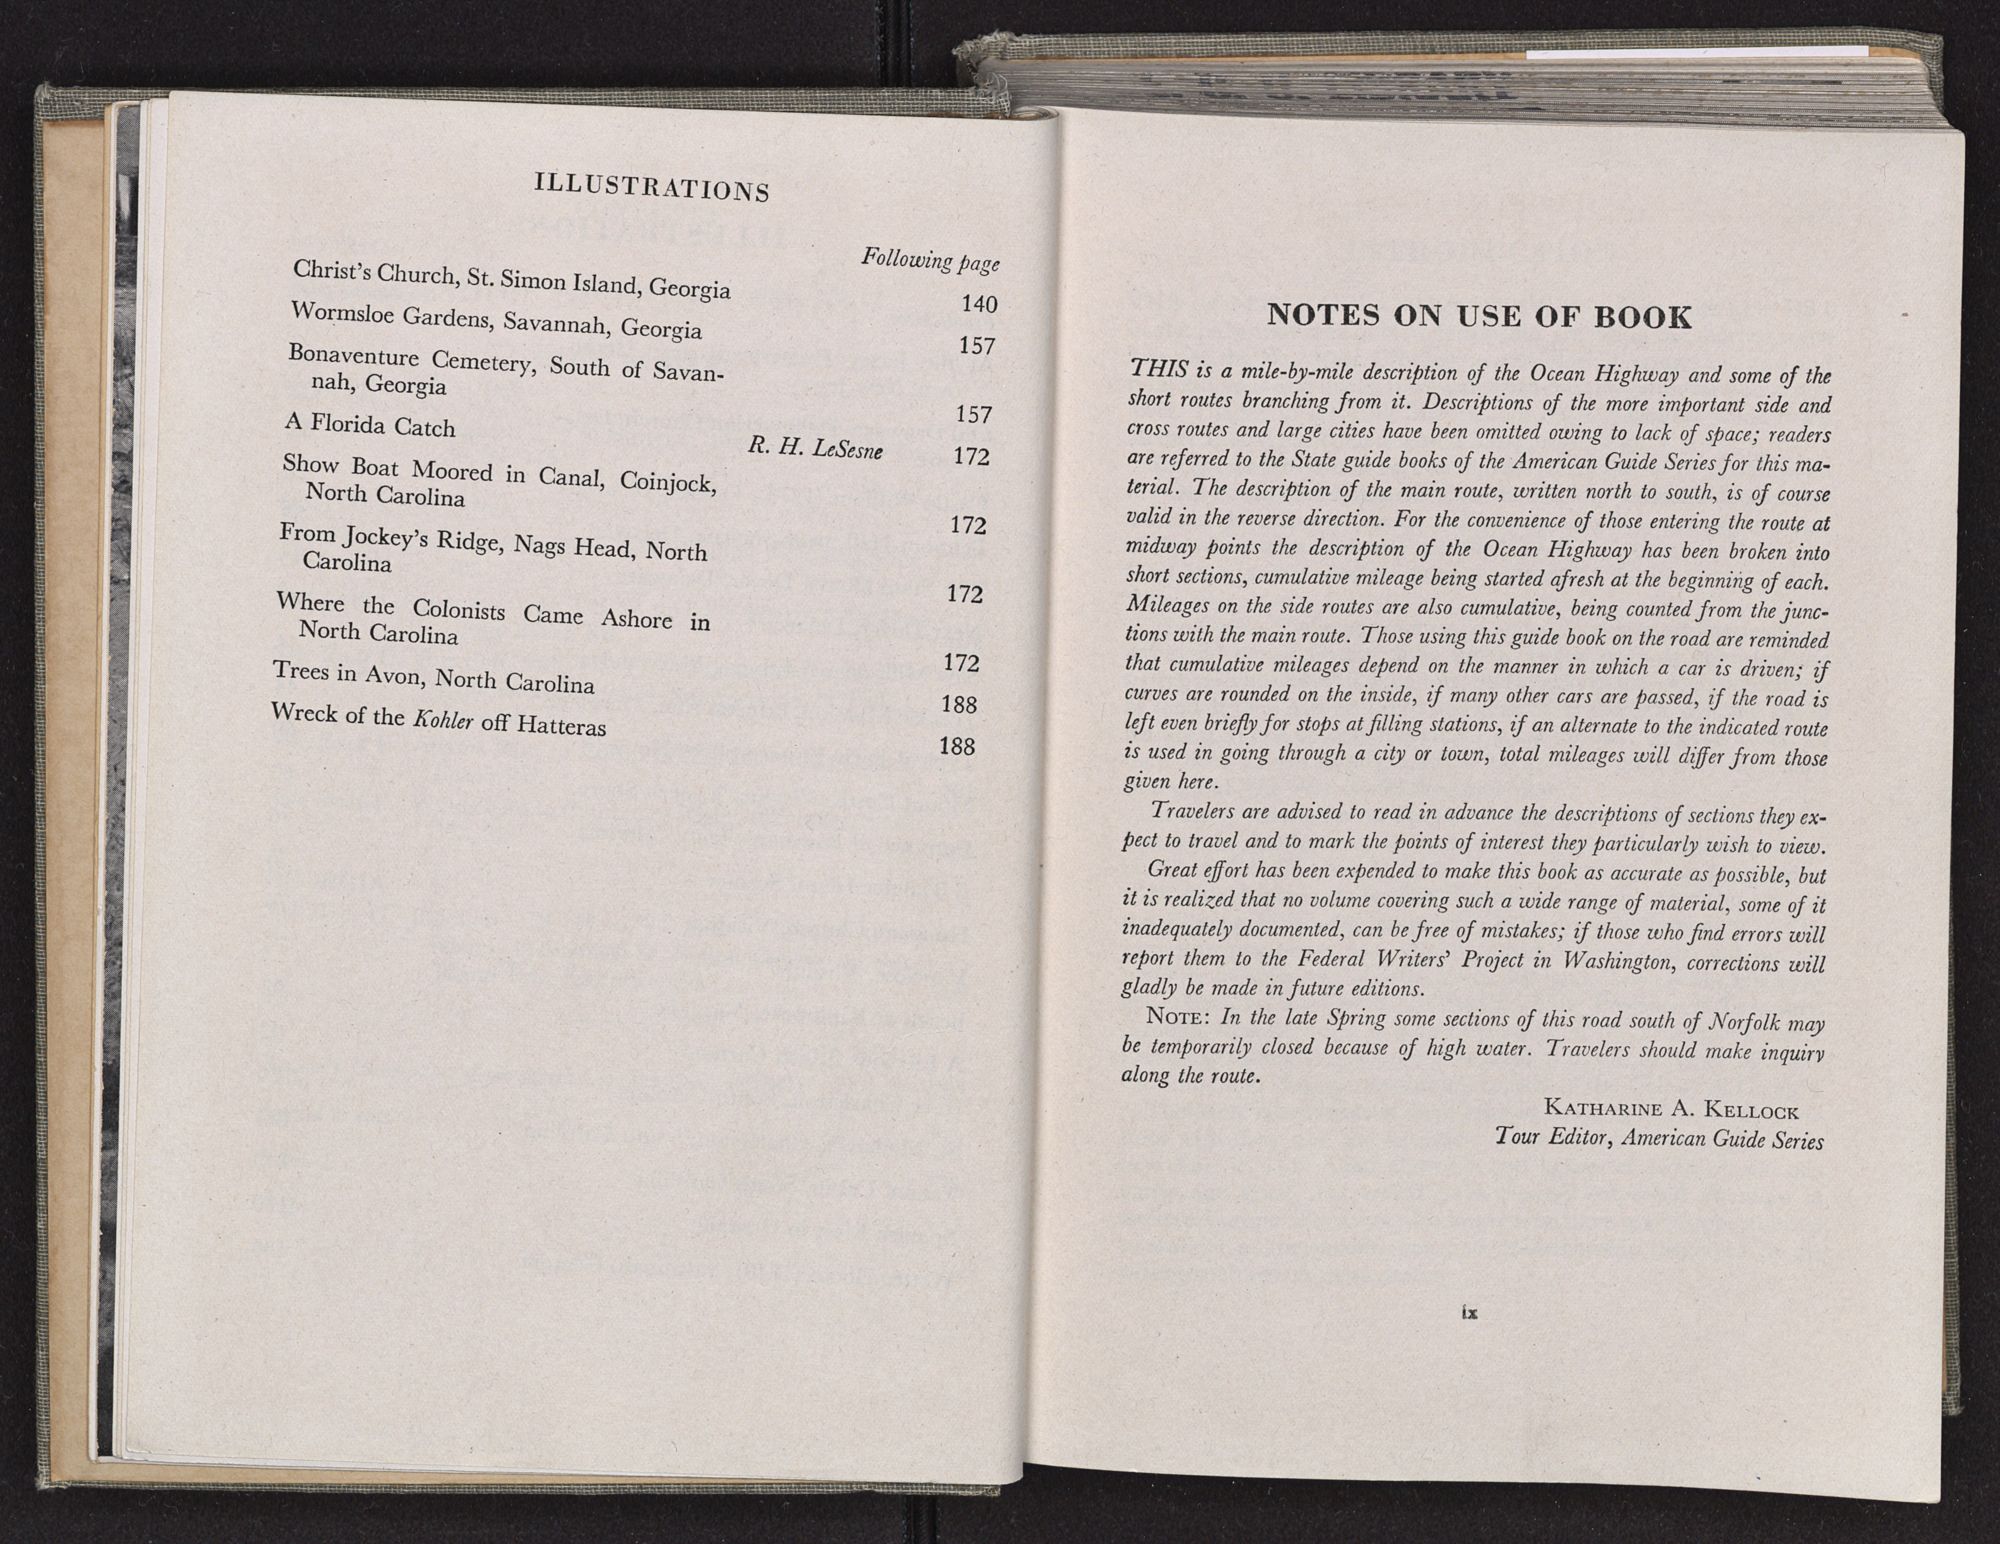 ILLUSTRATIONS
Following page
Christ's Church, St. Simon Island, Georgia 140
Wormsloe Gardens, Savannah, Georgia 157
Bonaventure Cemetery, South of Savan-
nah, Georgia 157
A Florida Catch R. H. LeSesne 172
Show Boat Moored in Canal, Coinjock,
North Carolina 172
From Jockey's Ridge, Nags Head, North
Carolina 172
Where the Colonists Came Ashore in
North Carolina 172
Trees in Avon, North Carolina 188
Wreck of the Kohler off Hatteras 188
NOTES ON USE OF BOOK
THIS is a mile-by-mile description of the Ocean Highway and some of the
short routes branching from it. Descriptions of the more important side and
cross routes and large cities have been omitted owing to lack of space; readers
are referred to the State guide books of the American Guide Series for this ma-
terial. The description of the main route, written north to south, is of course
valid in the reverse direction. For the convenience of those entering the route at
midway points the description of the Ocean Highway has been broken into
short sections, cumulative mileage being started afresh at the beginning of each.
Mileages on the side routes are also cumulative, being counted from the junc-
tions with the main route. Those using this guide book on the road are reminded
that cumulative mileages depend on the manner in which a car is driven; if
curves are rounded on the inside, if many other cars are passed, if the road is
left even briefly for stops at filling stations, if an alternate to the indicated route
is used in going through a city or town, total mileages will differ from those
given here.
Travelers are advised to read in advance the descriptions of sections they ex-
pect to travel and to mark the points of interest they particularly wish to view.
Great effort has been expended to make this book as accurate as possible, but
it is realized that no volume covering such a wide range of material, some of it
inadequately documented, can be free of mistakes; if those who find errors will
report them to the Federal Writers' Project in Washington, corrections will
gladly be made in future editions.
NOTE: In the late Spring some sections of this road south of Norfolk may
be temporarily closed because of high water. Travelers should make inquiry
along the route.
KATHARINE A. KELLOCK
Tour Editor, American Guide Series
ix